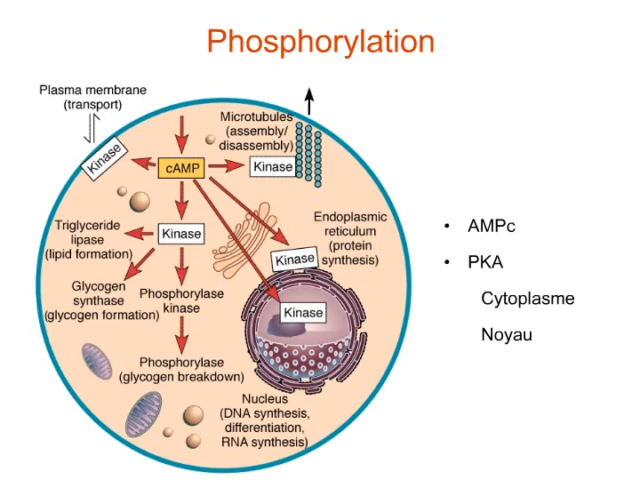 Phosphorylation
Plasma membrane
(transport)
Kinase
Microtubules
(assembly/
disassembly)
cAMP
Kinase
Triglyceride
lipase
(lipid formation)
Kinase
Endoplasmic
reticulum
(protein
synthesis)
Kinase
Glycogen
synthase
(glycogen formation)
Phosphorylase
kinase
Kinase
Phosphorylase
(glycogen breakdown)
Nucleus
(DNA synthesis,
differentiation,
RNA synthesis)
• AMPc
• PKA
Cytoplasme
Noyau